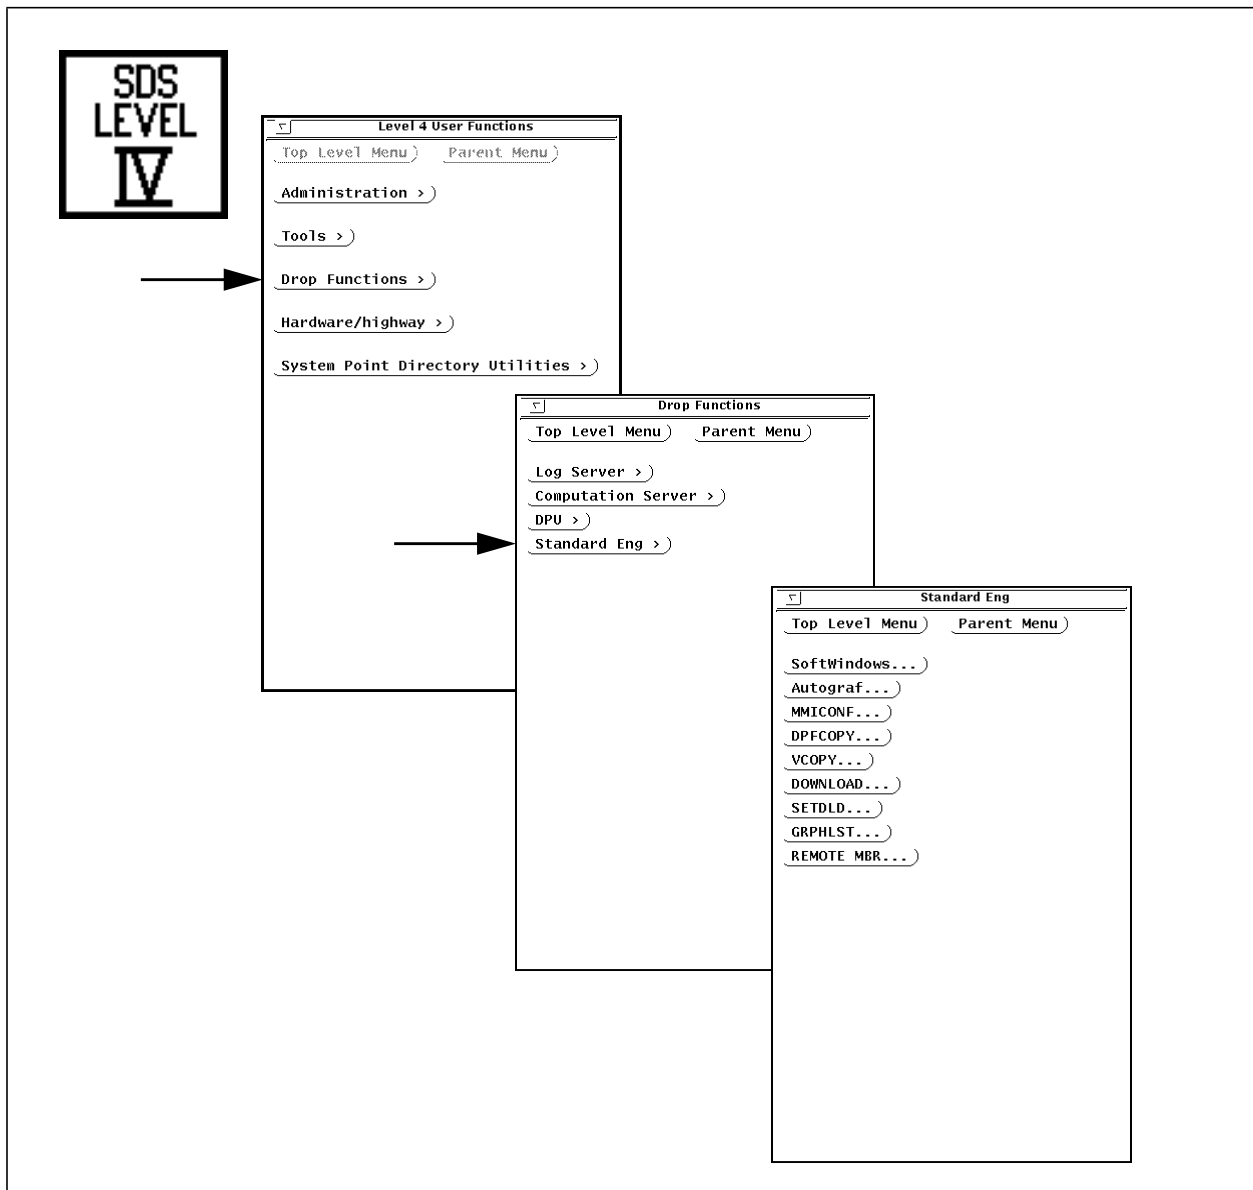 SDS
LEVEL
IV
Level 4 User Functions
Top Level Menu Parent Menu
Administration >
Tools >
Drop Functions >
Hardware/highway >
System Point Directory Utilities >
Drop Functions
Top Level Menu Parent Menu
Log Server >
Computation Server >
DPU >
Standard Eng >
Standard Eng
Top Level Menu Parent Menu
SoftWindows...
Autograf...
MMICONF...
DPFCOPY...
VCOPY...
DOWNLOAD...
SETDLD...
GRPHLST...
REMOTE MBR...